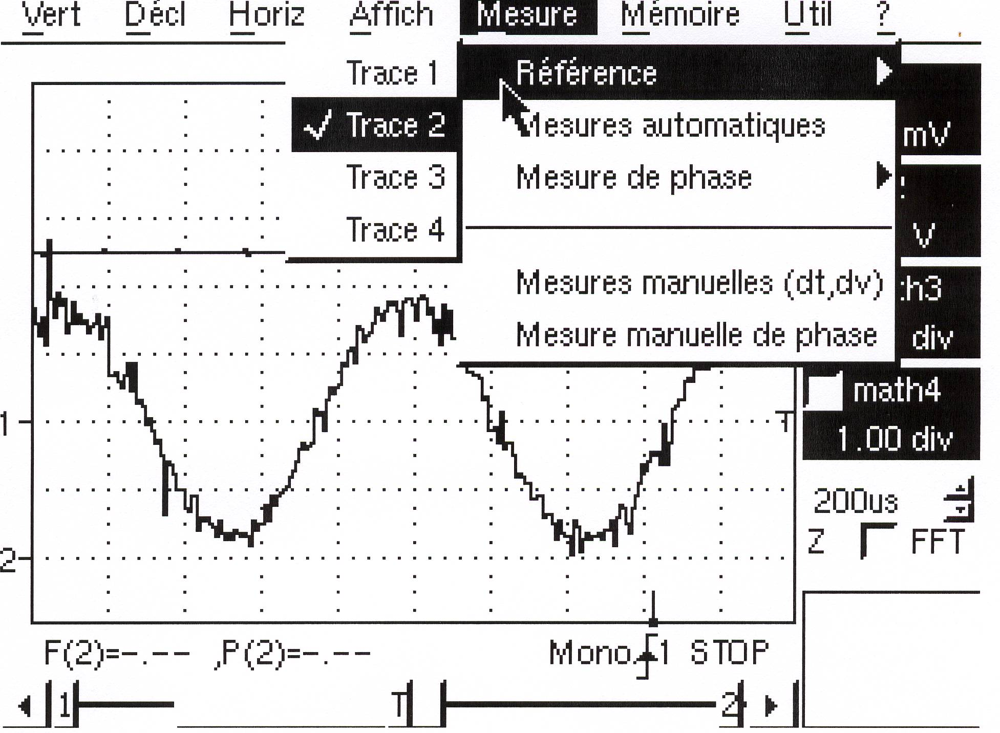 Vert Décl Horiz Affich Mesure Mémoire Util ?
Trace 1
Trace 2
Trace 3
Trace 4
Référence
Mesures automatiques
Mesure de phase
Mesures manuelles (dt,dv)
Mesure manuelle de phase
mV
V
h3
div
math4
1.00 div
1
T
2
200us
Z FFT
F(2)=-.-- ,P(2)=-.--
Mono. 1 STOP
1 T 2